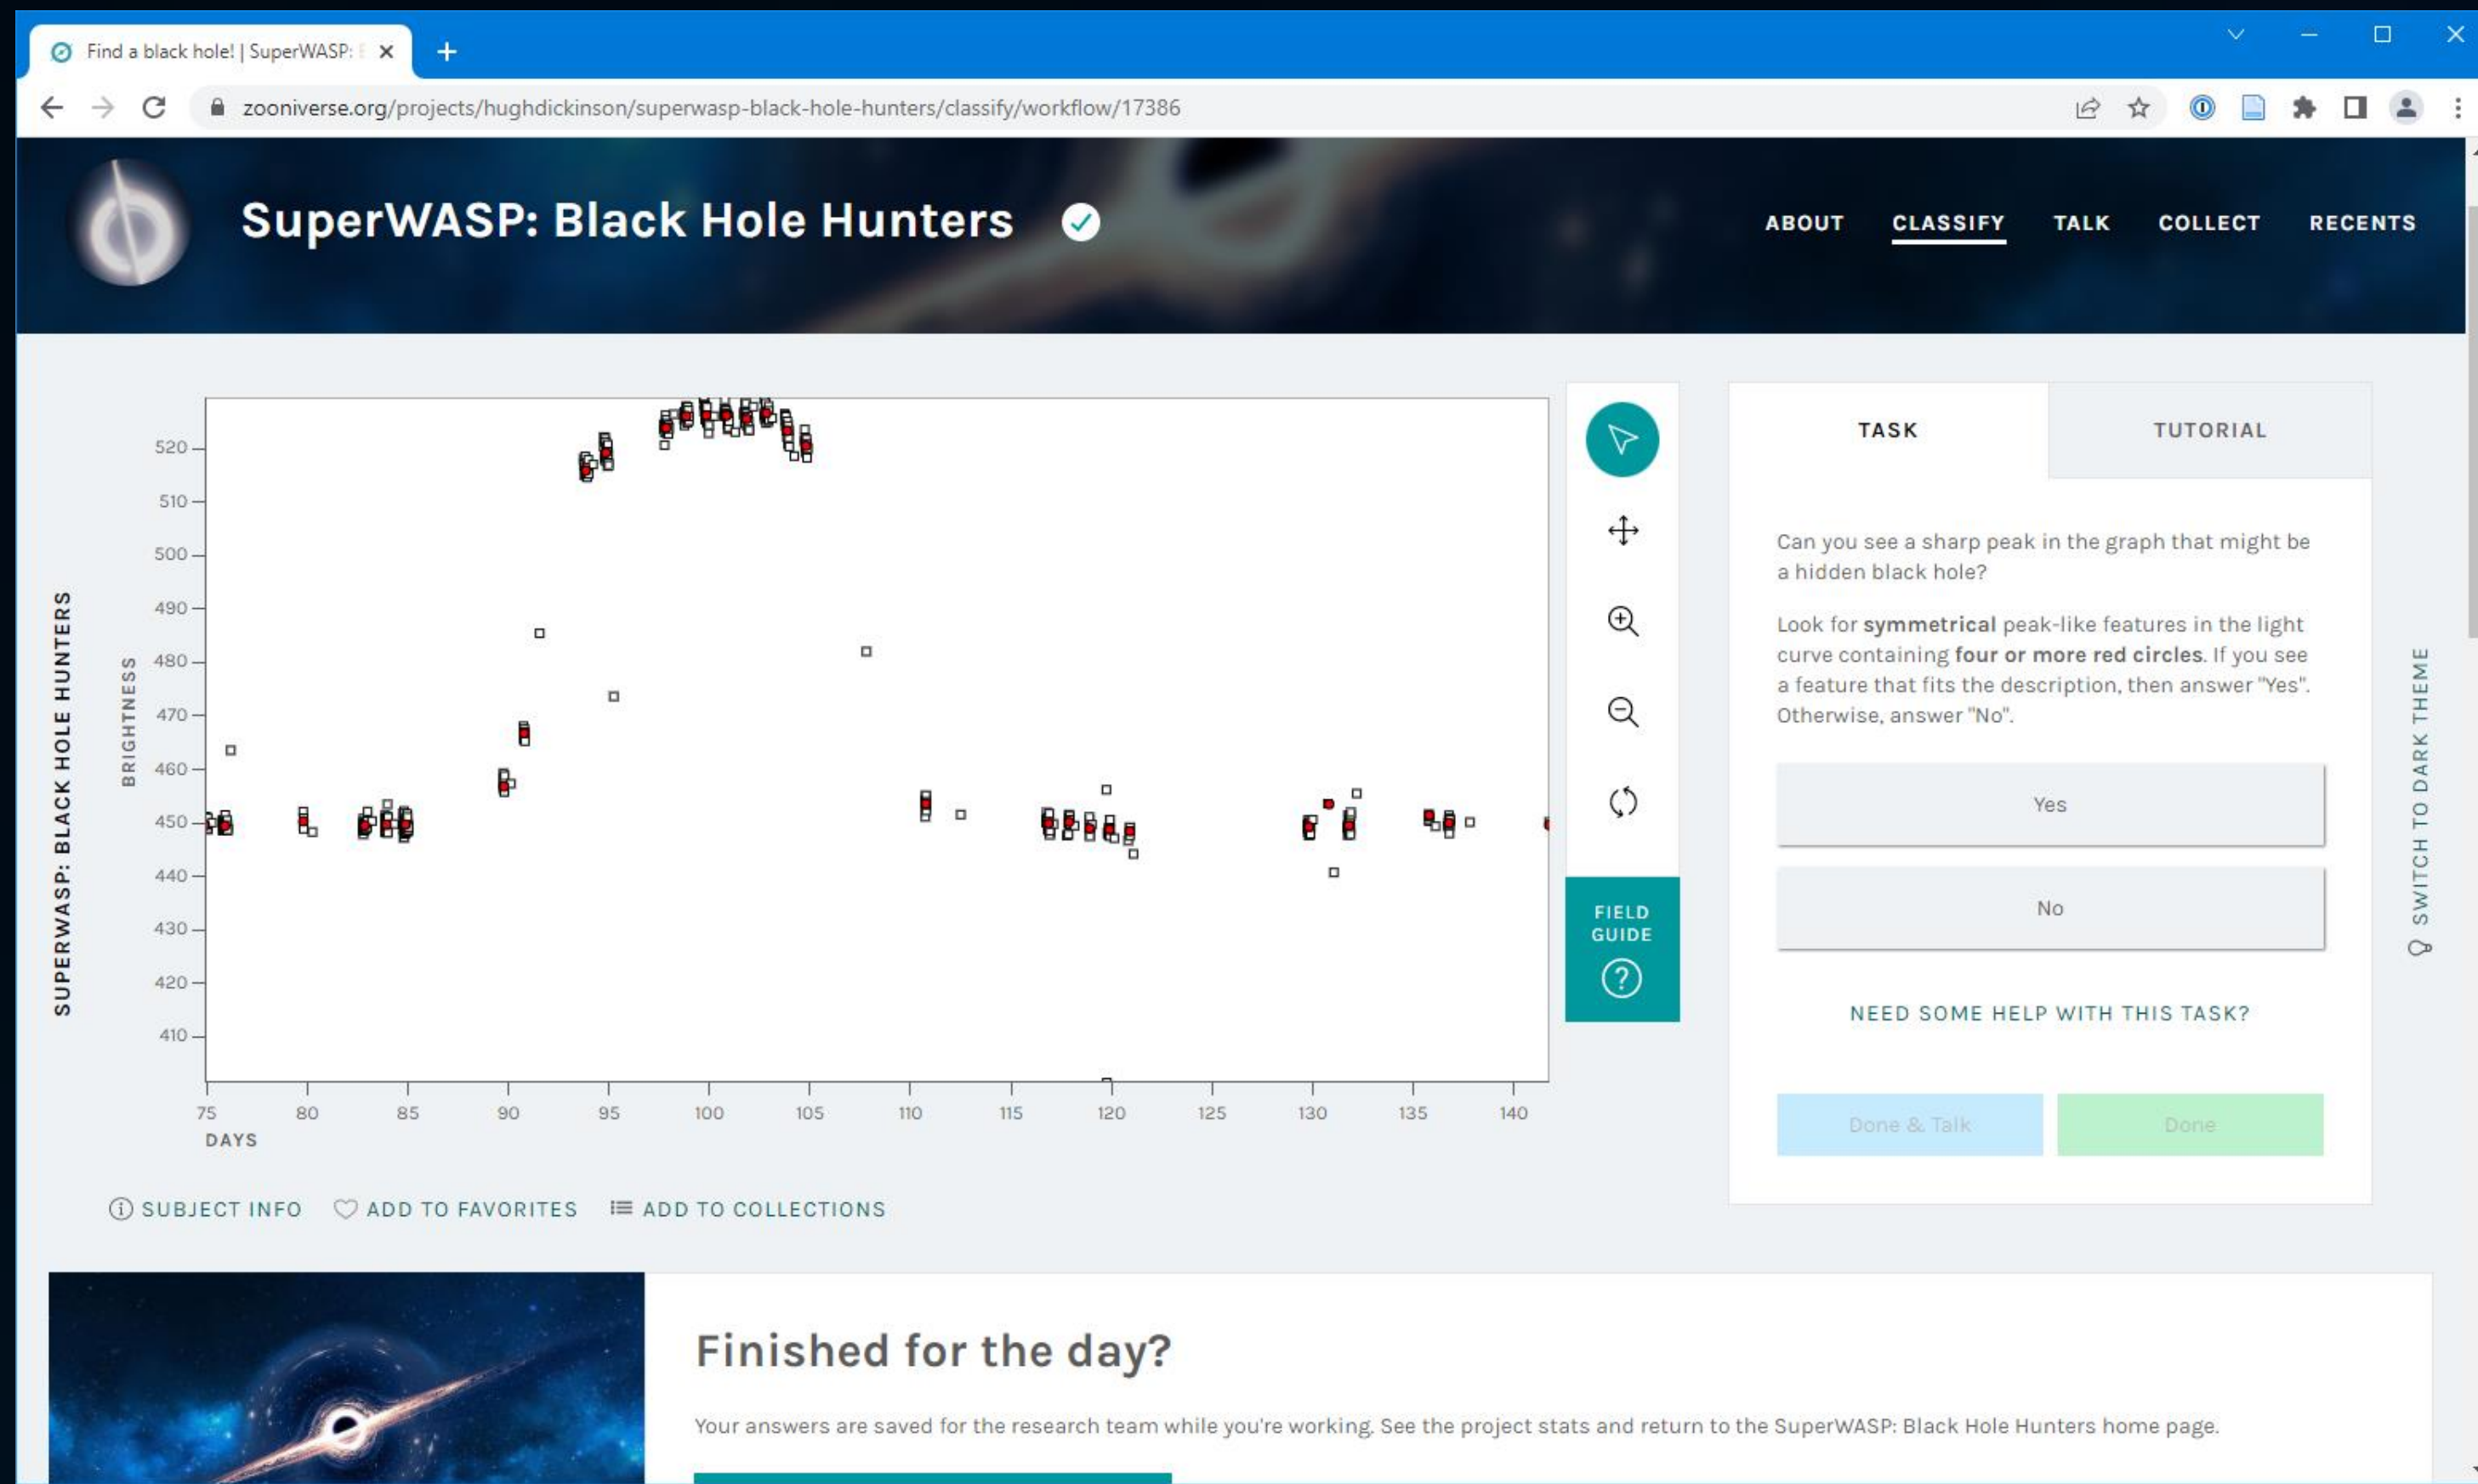 Find a black hole! | SuperWASP:
zooniverse.org/projects/hughdickinson/superwasp-black-hole-hunters/classify/workflow/17386
SuperWASP: Black Hole Hunters
ABOUT CLASSIFY TALK COLLECT RECENTS
SUPERWASP: BLACK HOLE HUNTERS
BRIGHTNESS
520
510
500
490
480
470
460
450
440
430
420
410
75 80 85 90 95 100 105 110 115 120 125 130 135 140
DAYS
FIELD
GUIDE
SUBJECT INFO ADD TO FAVORITES ADD TO COLLECTIONS
TASK TUTORIAL
Can you see a sharp peak in the graph that might be
a hidden black hole?
Look for symmetrical peak-like features in the light
curve containing four or more red circles. If you see
a feature that fits the description, then answer "Yes".
Otherwise, answer "No".
Yes
No
NEED SOME HELP WITH THIS TASK?
Done & Talk Done
SWITCH TO DARK THEME
Finished for the day?
Your answers are saved for the research team while you're working. See the project stats and return to the SuperWASP: Black Hole Hunters home page.